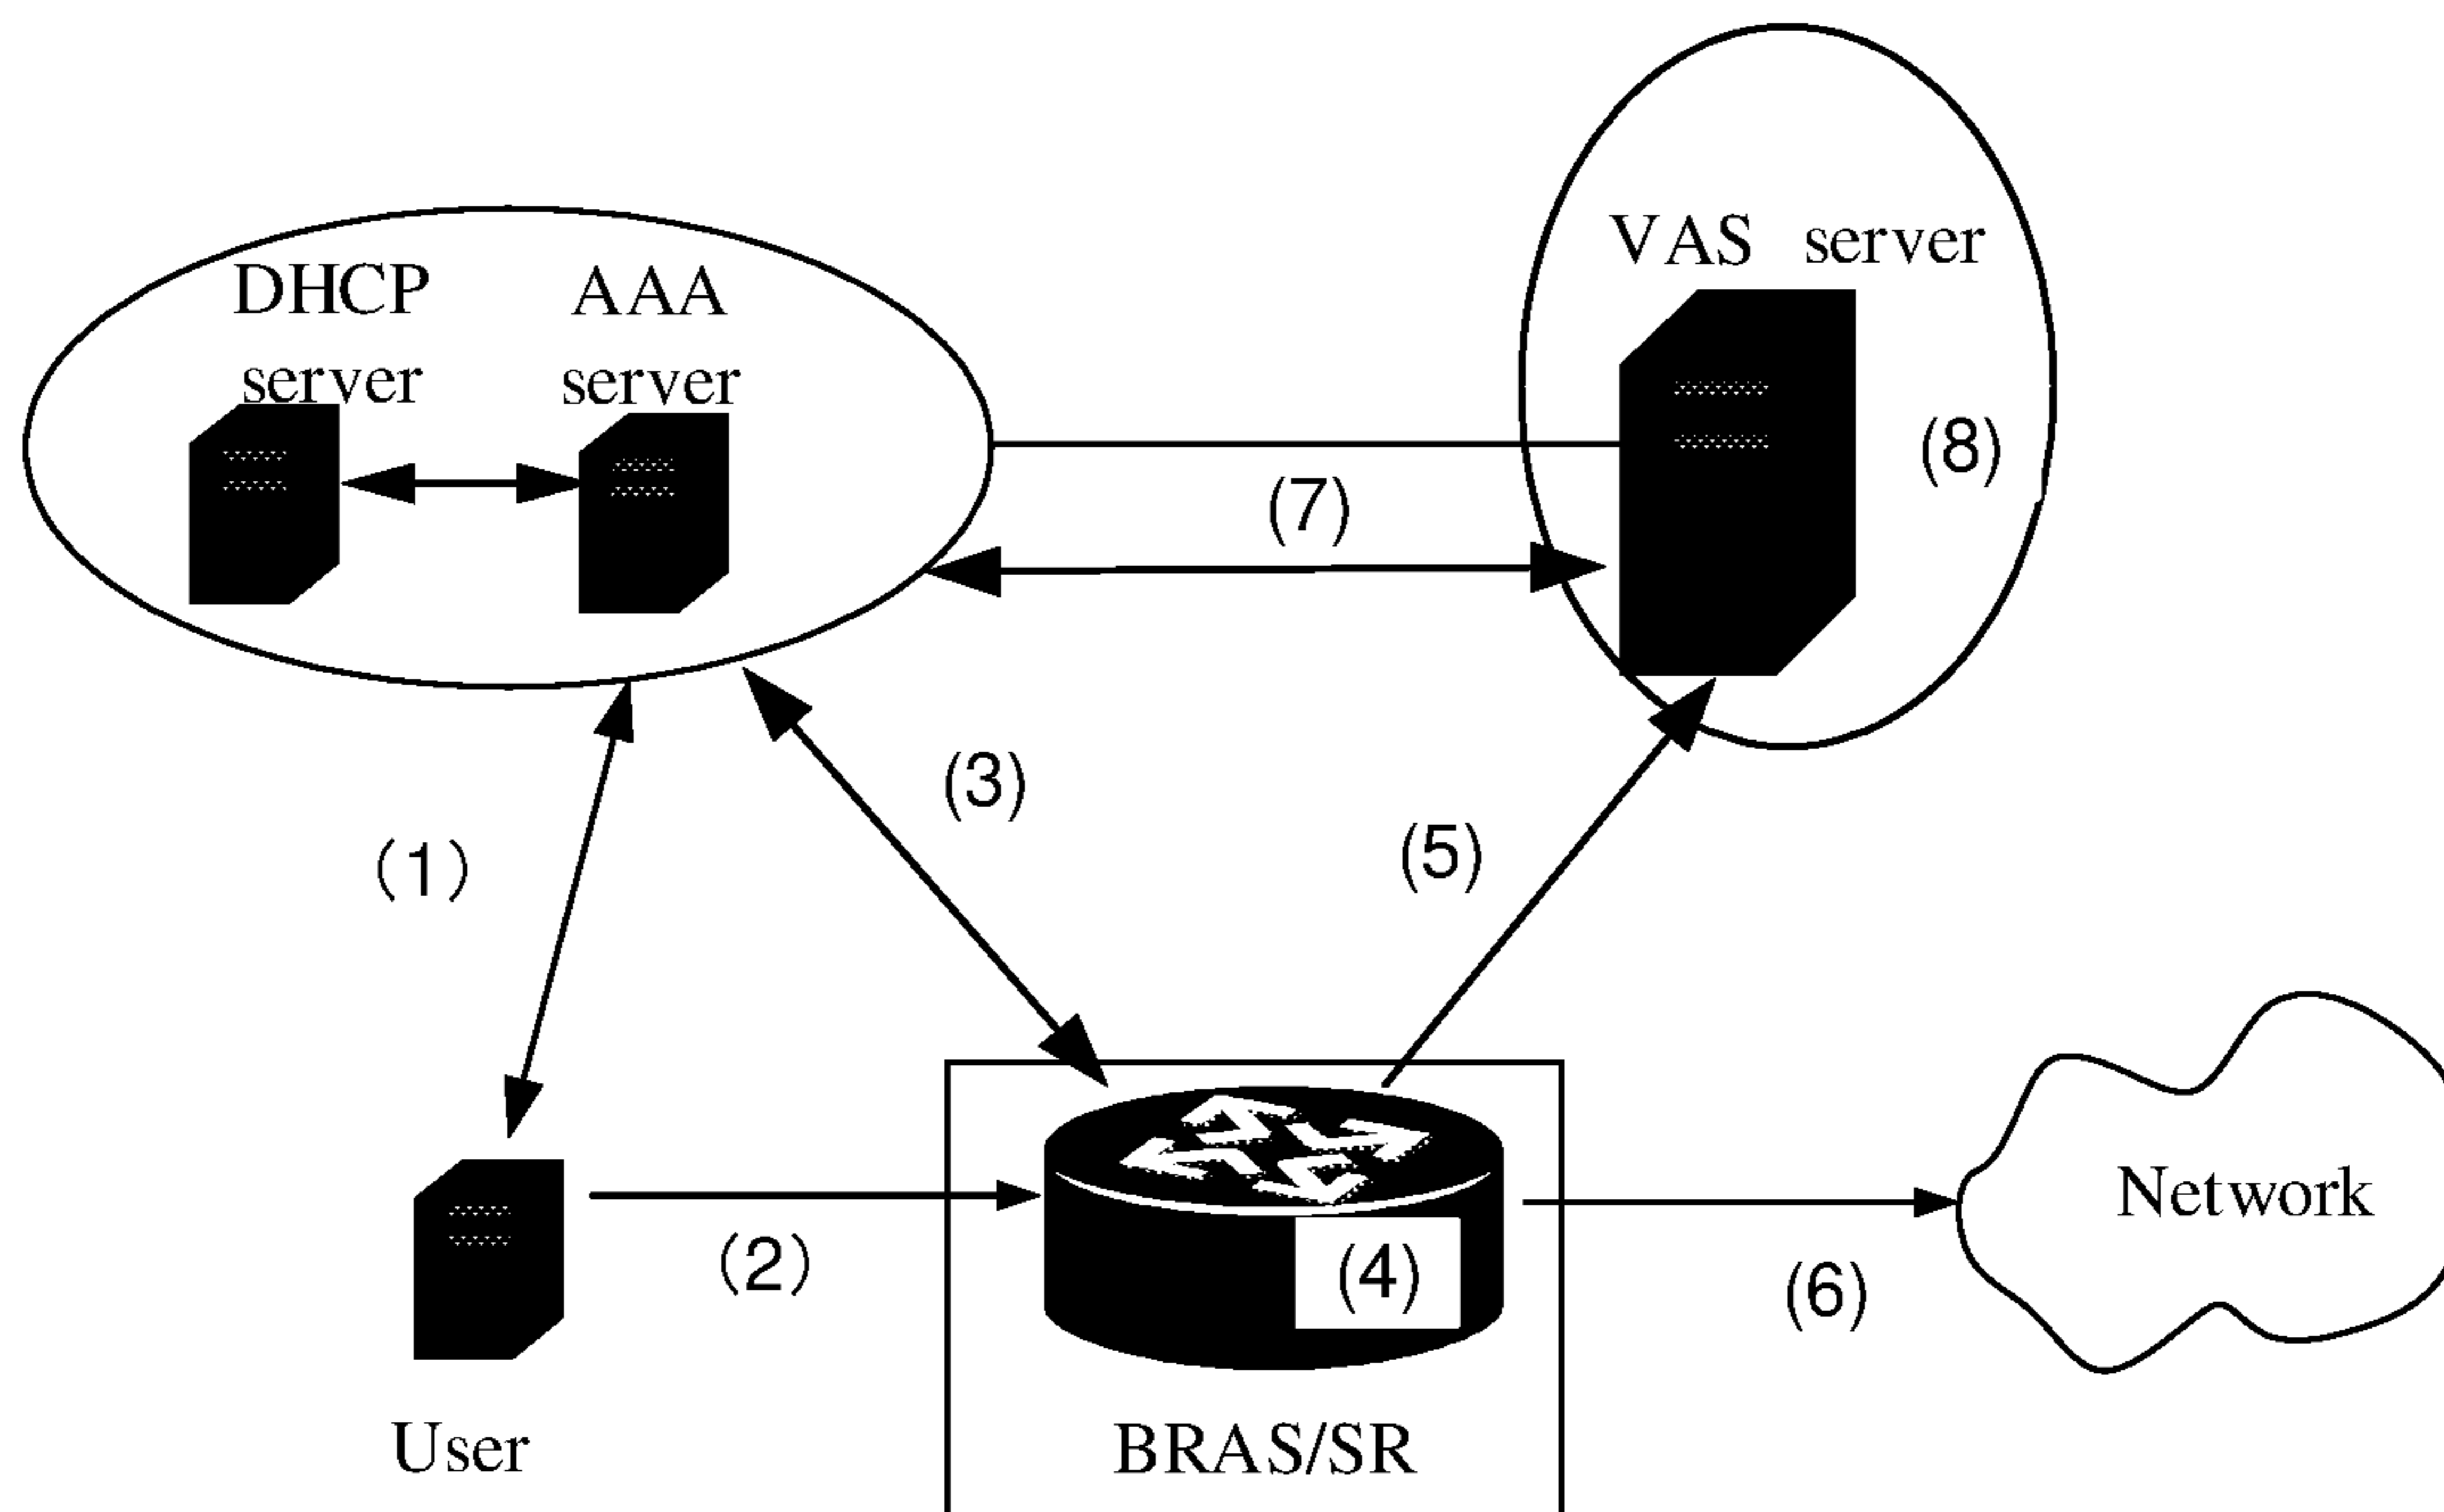 VAS server
DHCP server
AAA server
(8)
(7)
(3)
(5)
(1)
Network
(2)
(4)
(6)
User
BRAS/SR